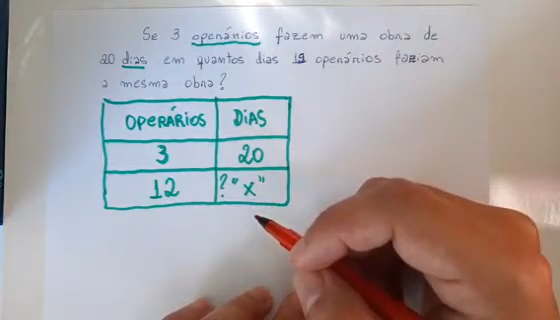 Se 3 operários fazem uma obra de
20 dias em quantos dias 12 operários fariam
a mesma obra?
OPERÁRIOS DIAS
3 20
12 ? "x"